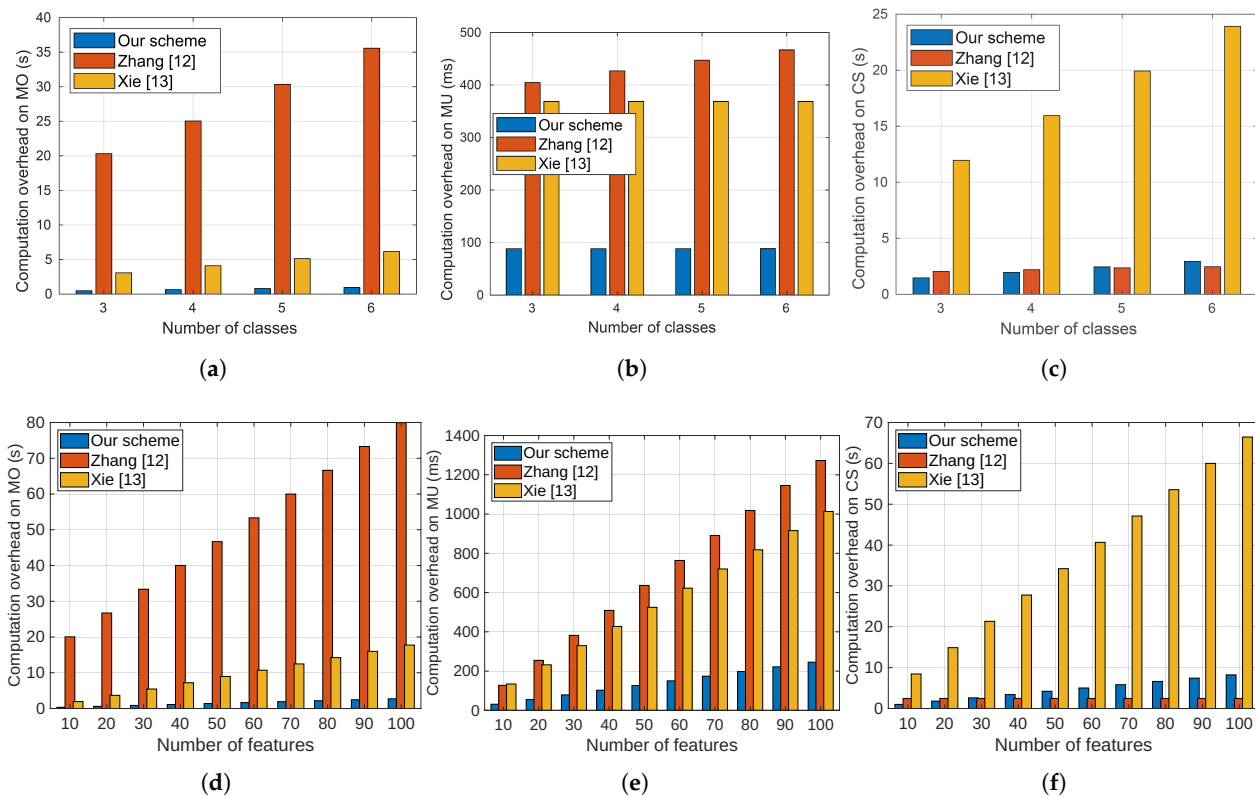 Computation overhead on MO (s)
40
35
30
25
20
15
10
5
0
Our scheme
Zhang [12]
Xie [13]
3 4 5 6
Number of classes
(a)
Computation overhead on MU (ms)
500
400
300
200
100
0
Our scheme
Zhang [12]
Xie [13]
3 4 5 6
Number of classes
(b)
Computation overhead on CS (s)
25
20
15
10
5
0
Our scheme
Zhang [12]
Xie [13]
3 4 5 6
Number of classes
(c)
Computation overhead on MO (s)
80
70
60
50
40
30
20
10
0
Our scheme
Zhang [12]
Xie [13]
10 20 30 40 50 60 70 80 90 100
Number of features
(d)
Computation overhead on MU (ms)
1400
1200
1000
800
600
400
200
0
Our scheme
Zhang [12]
Xie [13]
10 20 30 40 50 60 70 80 90 100
Number of features
(e)
Computation overhead on CS (s)
70
60
50
40
30
20
10
0
Our scheme
Zhang [12]
Xie [13]
10 20 30 40 50 60 70 80 90 100
Number of features
(f)